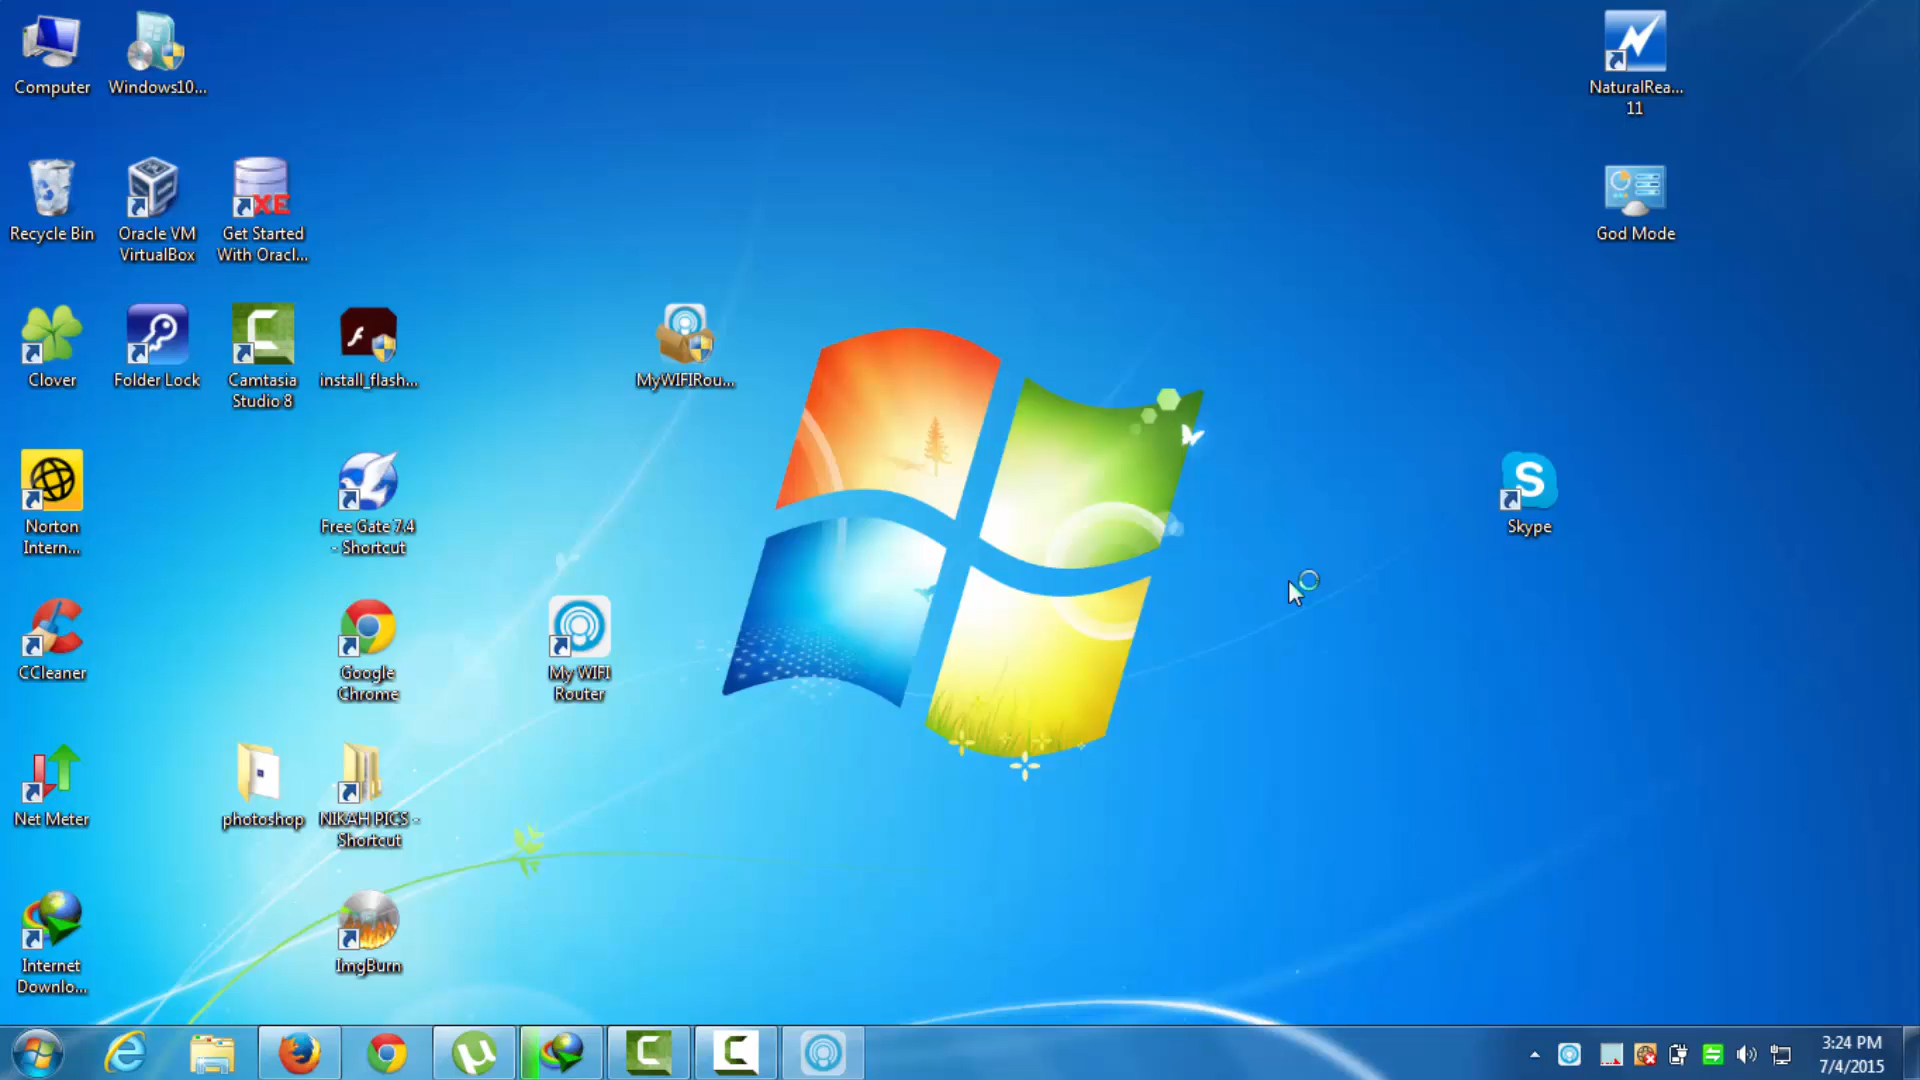 Computer
Windows10...
NaturalRea...
11
Recycle Bin
Oracle VM
VirtualBox
XE
Get Started
With Oracl...
God Mode
Clover
Folder Lock
Camtasia
Studio 8
install_flash...
MyWIFIRou...
Norton
Intern...
Free Gate 7.4
- Shortcut
S
Skype
CCleaner
Google
Chrome
My WIFI
Router
Net Meter
photoshop
NIKAH PICS -
Shortcut
Internet
Downlo...
ImgBurn
3:24 PM
7/4/2015